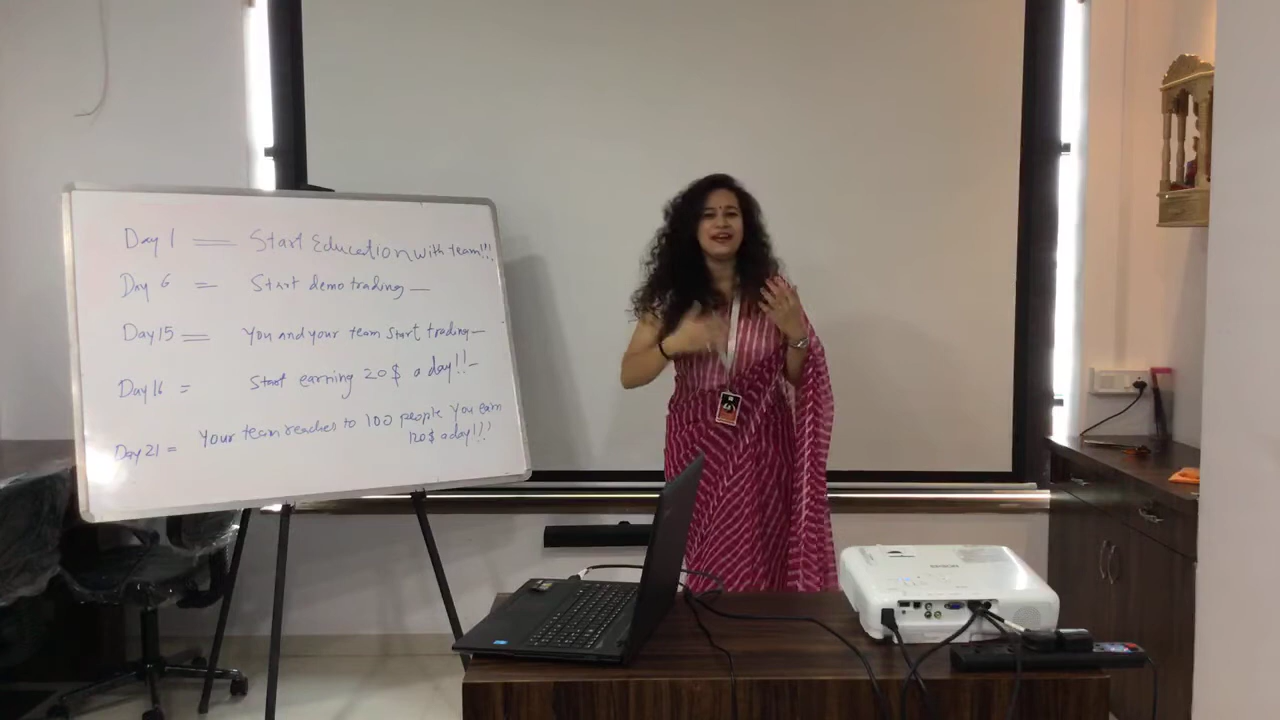 Day 1 = Start Education with team!!!
Day 6 = Start demo trading —
Day 15 = You and your team start trading —
Day 16 = Start earning 20$ a day!! —
Day 21 = Your team reaches to 100 people you earn
120$ a day!!!
EPSON